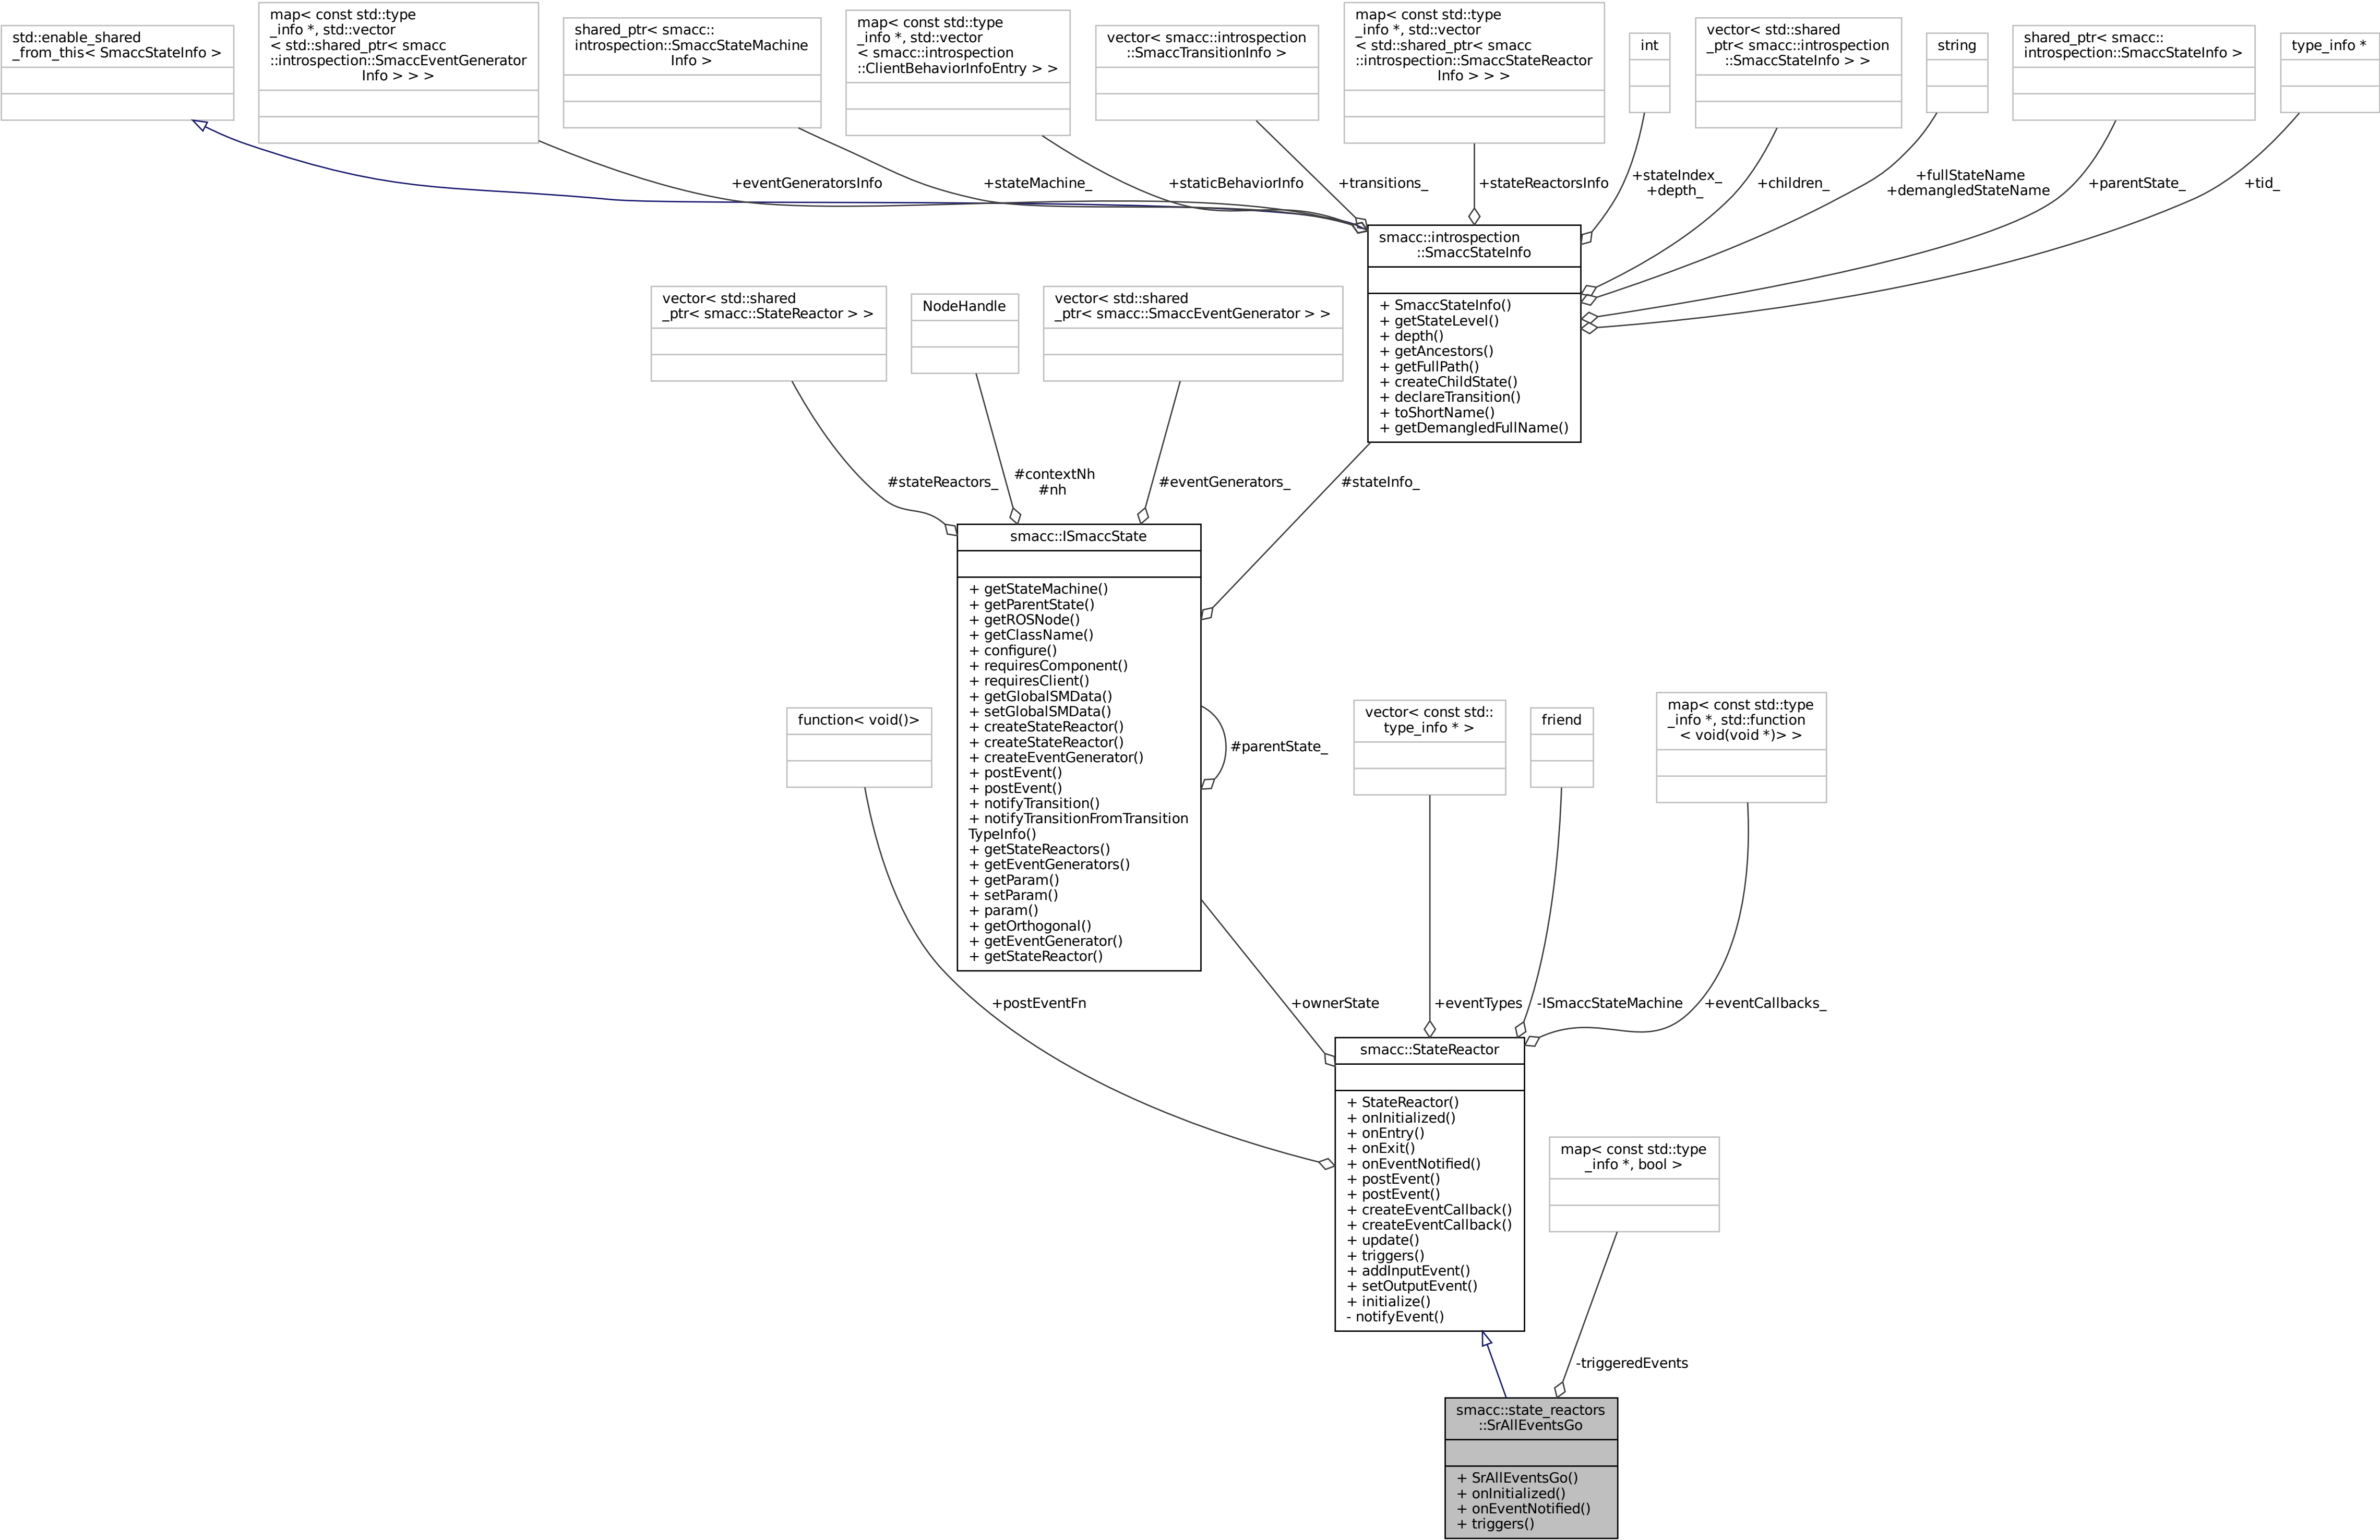 std::enable_shared
_from_this< SmaccStateInfo >
map< const std::type
_info *, std::vector
< std::shared_ptr< smacc
::introspection::SmaccEventGenerator
Info > > >
shared_ptr< smacc::
introspection::SmaccStateMachine
Info >
map< const std::type
_info *, std::vector
< smacc::introspection
::ClientBehaviorInfoEntry > >
vector< smacc::introspection
::SmaccTransitionInfo >
map< const std::type
_info *, std::vector
< std::shared_ptr< smacc
::introspection::SmaccStateReactor
Info > > >
int
vector< std::shared
_ptr< smacc::introspection
::SmaccStateInfo > >
string
shared_ptr< smacc::
introspection::SmaccStateInfo >
type_info *
+eventGeneratorsInfo
+stateMachine_
+staticBehaviorInfo
+transitions_
+stateReactorsInfo
+stateIndex_
+depth_
+children_
+fullStateName
+demangledStateName
+parentState_
+tid_
smacc::introspection
::SmaccStateInfo
+ SmaccStateInfo()
+ getStateLevel()
+ depth()
+ getAncestors()
+ getFullPath()
+ createChildState()
+ declareTransition()
+ toShortName()
+ getDemangledFullName()
vector< std::shared
_ptr< smacc::StateReactor > >
NodeHandle
vector< std::shared
_ptr< smacc::SmaccEventGenerator > >
#stateReactors_
#contextNh
#nh
#eventGenerators_
#stateInfo_
smacc::ISmaccState
+ getStateMachine()
+ getParentState()
+ getROSNode()
+ getClassName()
+ configure()
+ requiresComponent()
+ requiresClient()
+ getGlobalSMData()
+ setGlobalSMData()
+ createStateReactor()
+ createStateReactor()
+ createEventGenerator()
+ postEvent()
+ postEvent()
+ notifyTransition()
+ notifyTransitionFromTransition
TypeInfo()
+ getStateReactors()
+ getEventGenerators()
+ getParam()
+ setParam()
+ param()
+ getOrthogonal()
+ getEventGenerator()
+ getStateReactor()
#parentState_
function< void()>
vector< const std::
type_info * >
friend
map< const std::type
_info *, std::function
< void(void *)> >
+postEventFn
+ownerState
+eventTypes
-ISmaccStateMachine
+eventCallbacks_
smacc::StateReactor
+ StateReactor()
+ onInitialized()
+ onEntry()
+ onExit()
+ onEventNotified()
+ postEvent()
+ postEvent()
+ createEventCallback()
+ createEventCallback()
+ update()
+ triggers()
+ addInputEvent()
+ setOutputEvent()
+ initialize()
- notifyEvent()
map< const std::type
_info *, bool >
-triggeredEvents
smacc::state_reactors
::SrAllEventsGo
+ SrAllEventsGo()
+ onInitialized()
+ onEventNotified()
+ triggers()